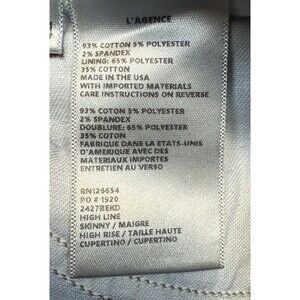 L'AGENCE
93% COTTON 5% POLYESTER
2% SPANDEX
LINING: 65% POLYESTER
35% COTTON
MADE IN THE USA
WITH IMPORTED MATERIALS
CARE INSTRUCTIONS ON REVERSE
93% COTON 5% POLYESTER
2% SPANDEX
DOUBLURE: 65% POLYESTER
35% COTON
FABRIQUE DANS LA ETATS-UNIS
D'AMERIQUE AVEC DES
MATERIAUX IMPORTES
ENTRETIEN AU VERSO
RN126654
PO # 1920
2427BEKD
HIGH LINE
SKINNY / MAIGRE
HIGH RISE / TAILLE HAUTE
CUPERTINO / CUPERTINO